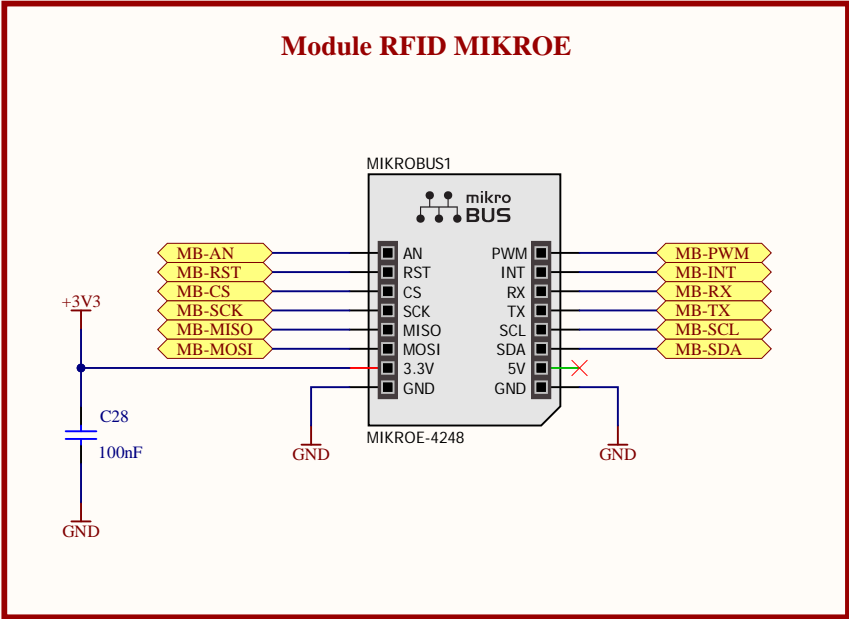 Module RFID MIKROE
MIKROBUS1
mikro
BUS
MB-AN AN PWM MB-PWM
MB-RST RST INT MB-INT
MB-CS CS RX MB-RX
MB-SCK SCK TX MB-TX
MB-MISO MISO SCL MB-SCL
MB-MOSI MOSI SDA MB-SDA
+3V3
3.3V 5V
GND GND
C28
100nF
MIKROE-4248
GND GND
GND